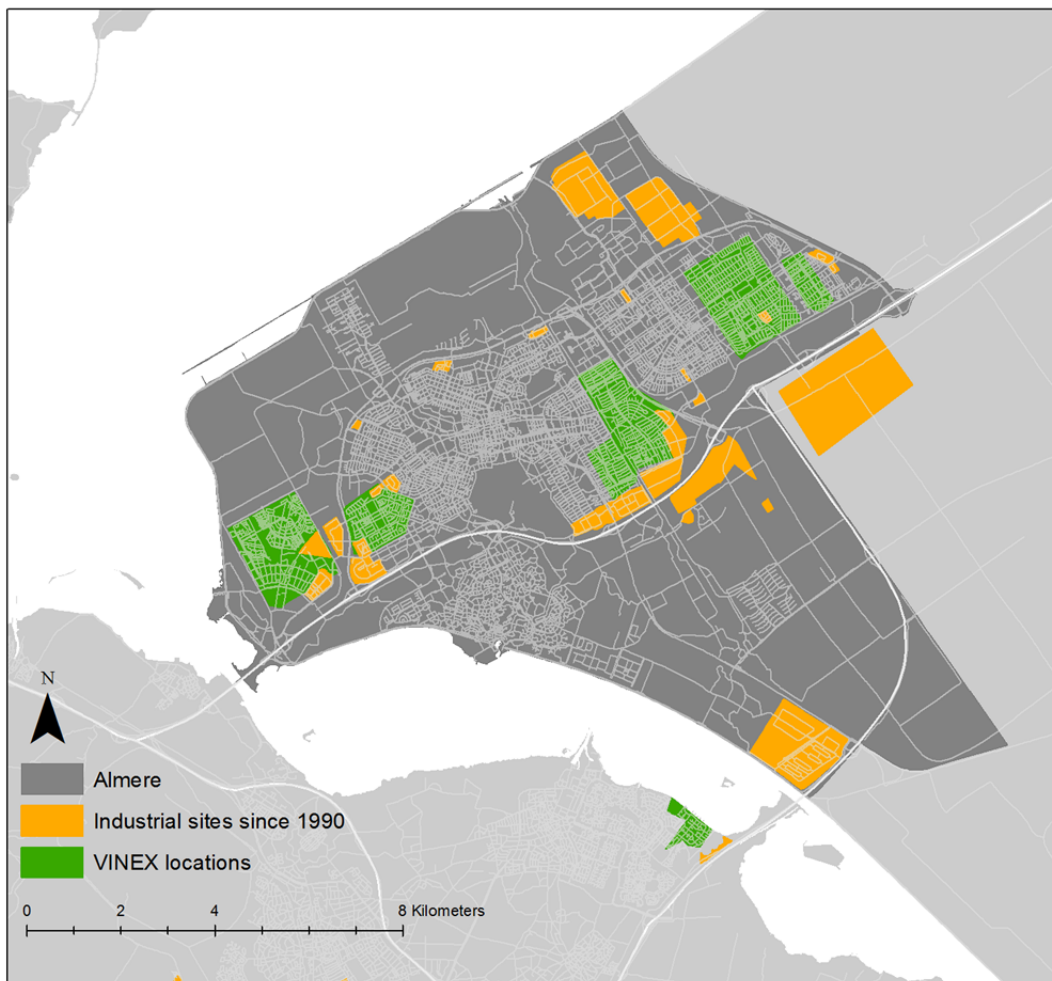 N
Almere
Industrial sites since 1990
VINEX locations
0 2 4 8 Kilometers